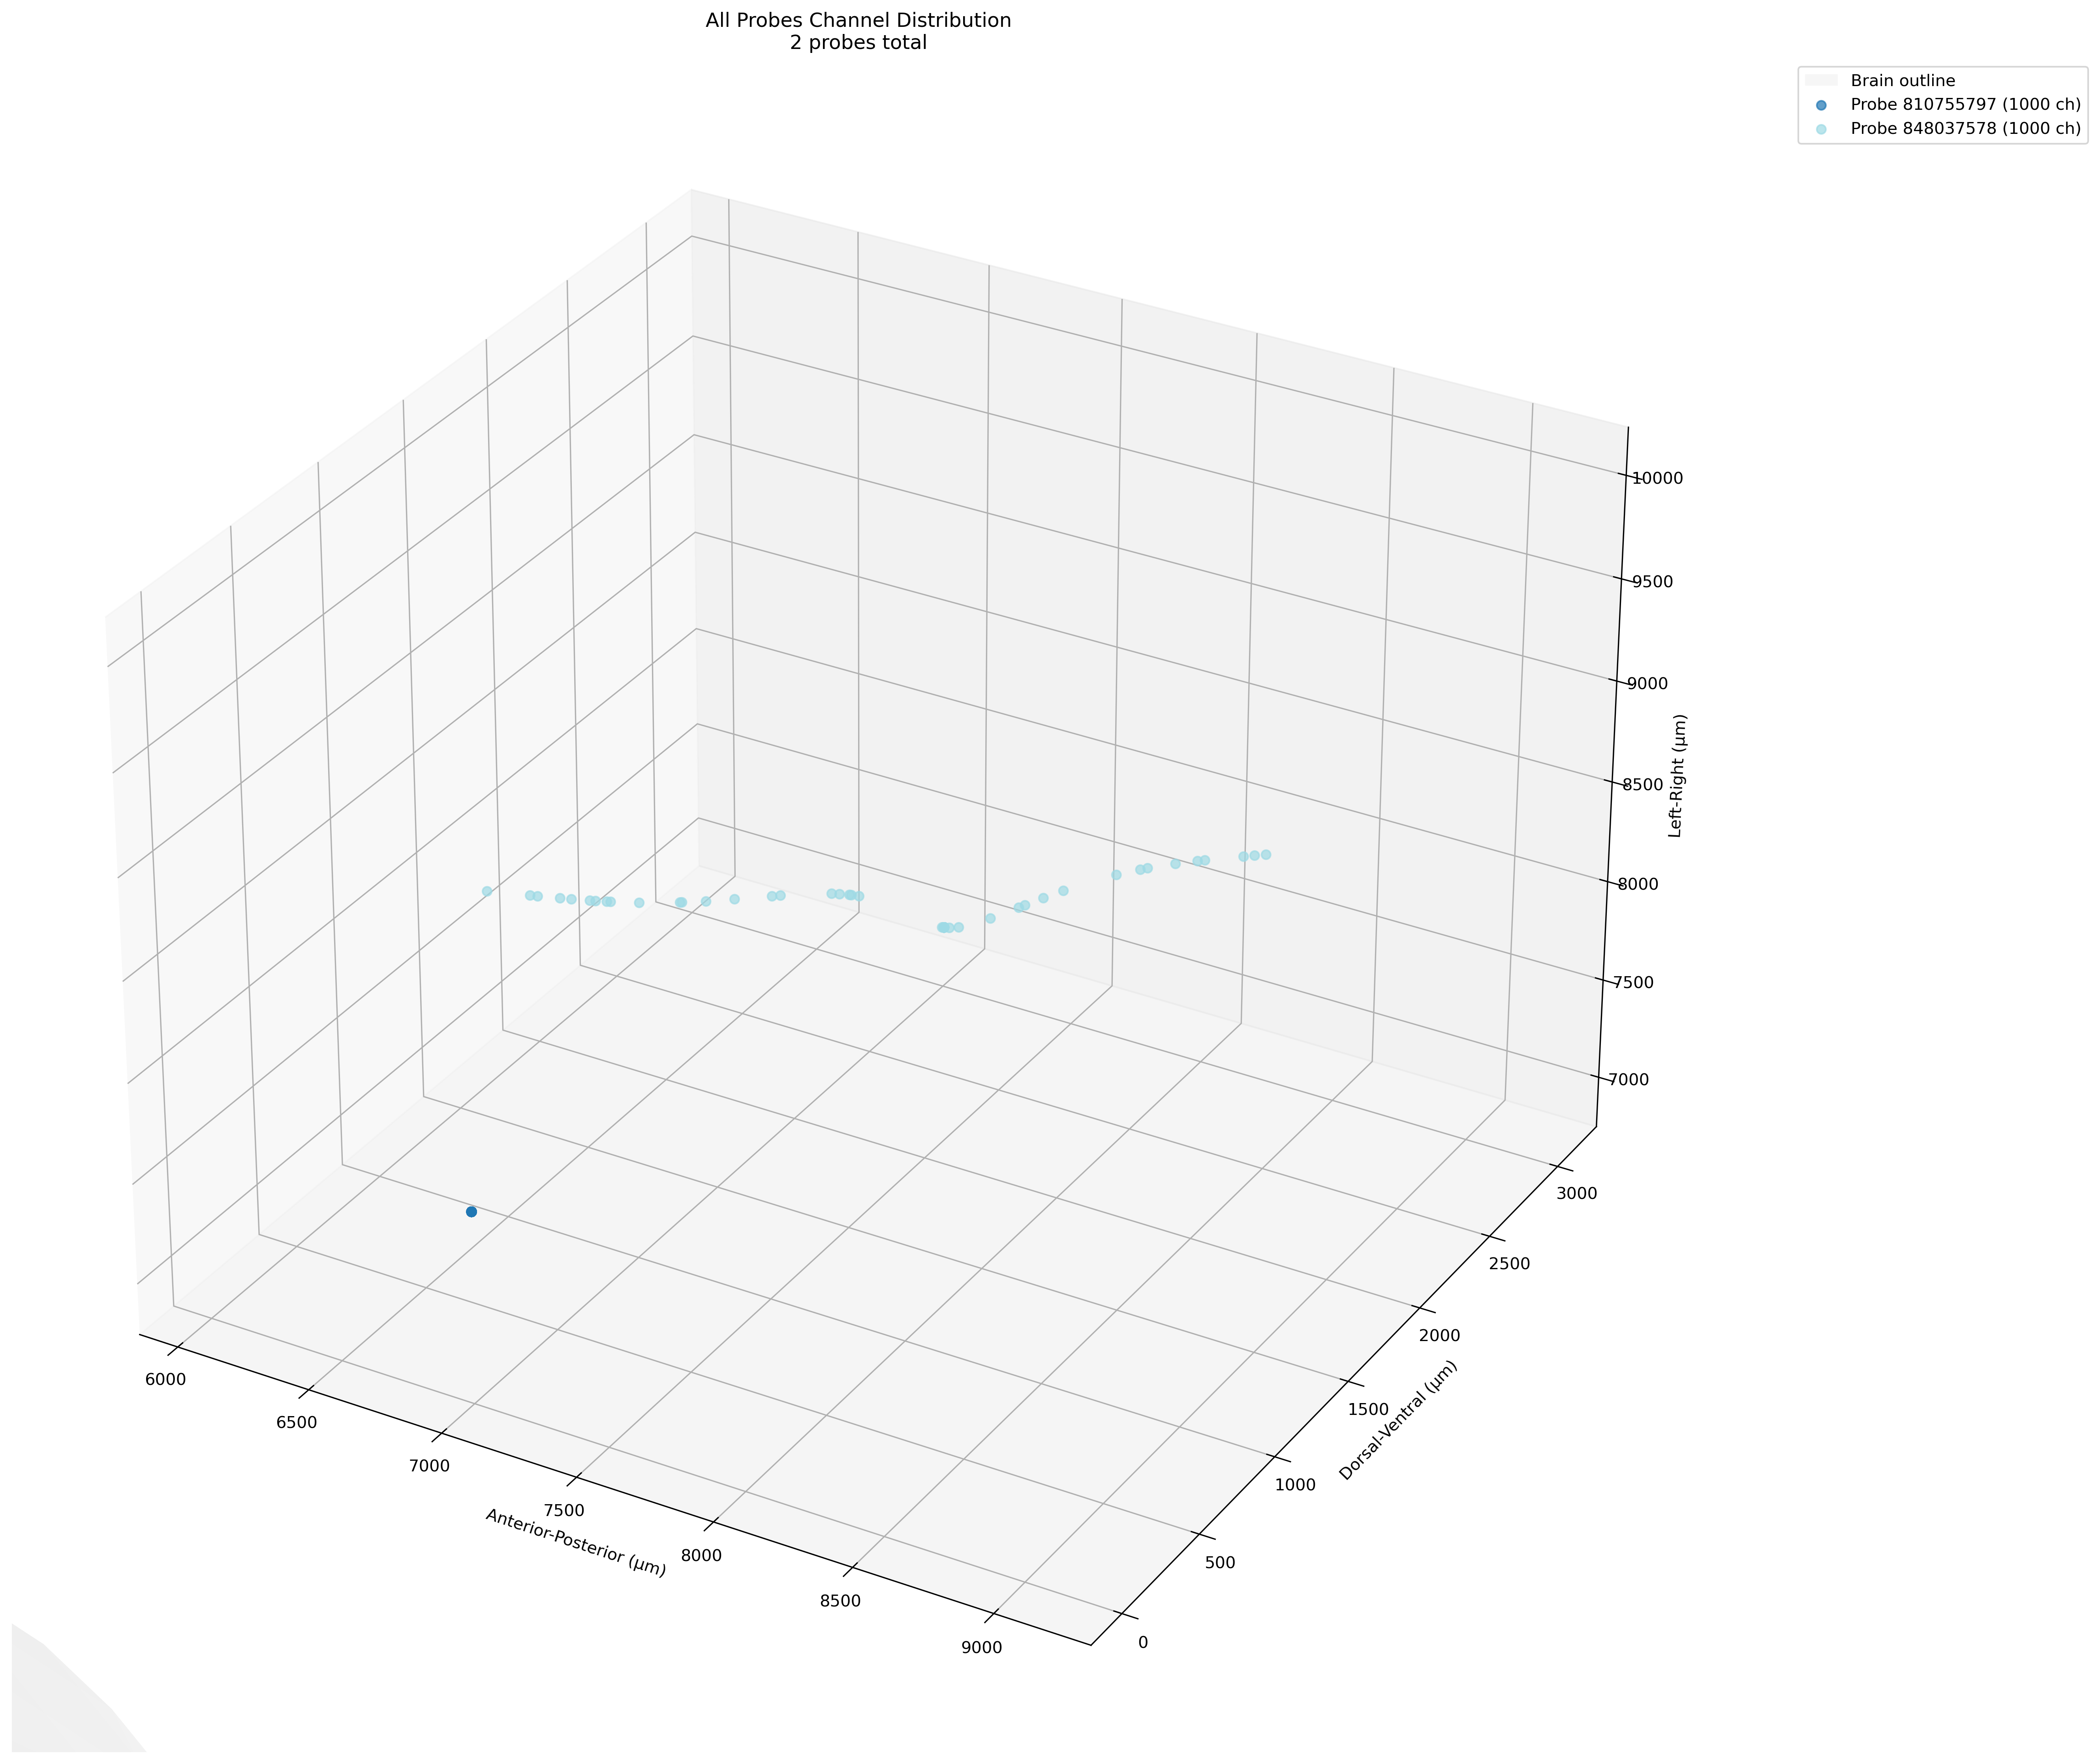 All Probes Channel Distribution
2 probes total
Brain outline
Probe 810755797 (1000 ch)
Probe 848037578 (1000 ch)
10000
9500
9000
8500
8000
7500
7000
Left-Right (μm)
3000
2500
2000
1500
1000
500
0
Dorsal-Ventral (μm)
6000
6500
7000
7500
8000
8500
9000
Anterior-Posterior (μm)